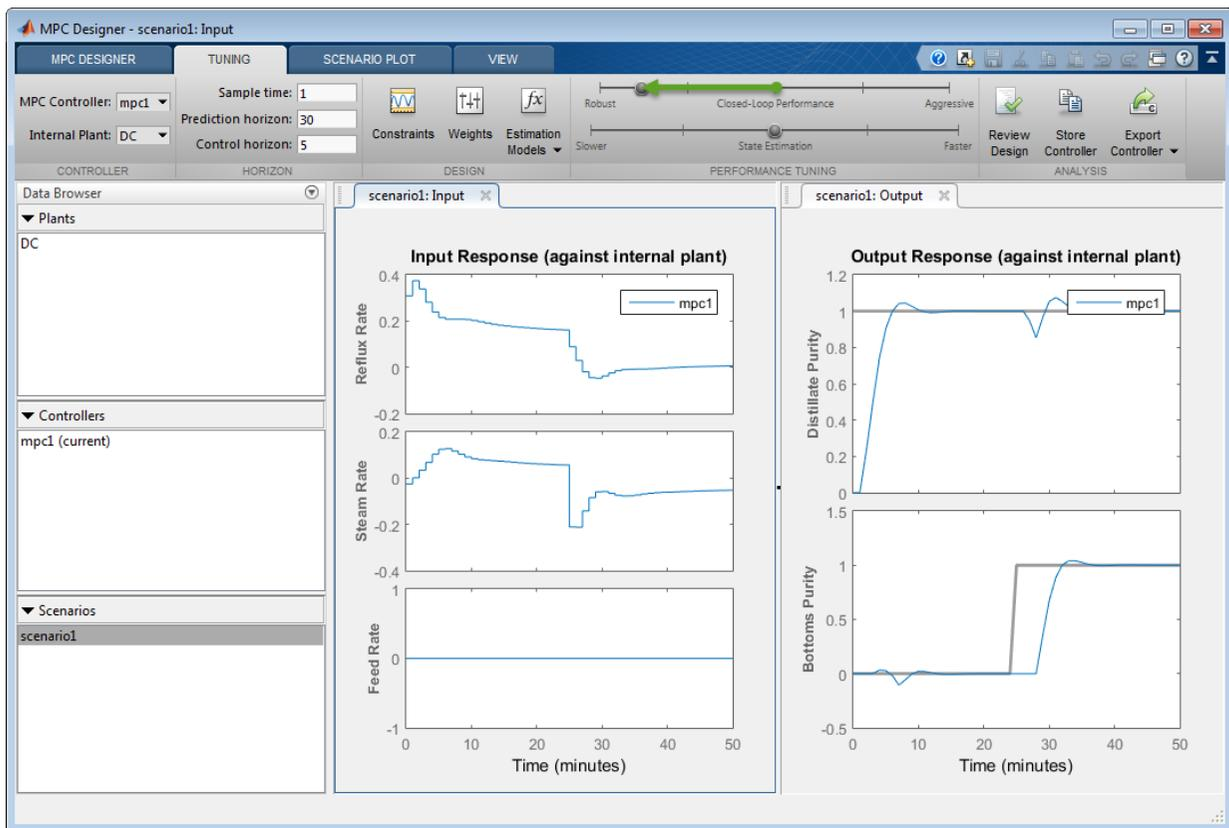 MPC Designer - scenario1: Input
MPC DESIGNER
TUNING
SCENARIO PLOT
VIEW
MPC Controller: mpc1
Internal Plant: DC
CONTROLLER
Sample time: 1
Prediction horizon: 30
Control horizon: 5
HORIZON
Constraints
Weights
Estimation
Models
DESIGN
Robust
Closed-Loop Performance
Aggressive
Slower
State Estimation
Faster
PERFORMANCE TUNING
Review
Design
Store
Controller
Export
Controller
ANALYSIS
Data Browser
Plants
DC
Controllers
mpc1 (current)
Scenarios
scenario1
scenario1: Input
Input Response (against internal plant)
mpc1
Reflux Rate
0.4
0.2
0
-0.2
Steam Rate
0.2
0
-0.2
-0.4
Feed Rate
1
0
-1
0 10 20 30 40 50
Time (minutes)
scenario1: Output
Output Response (against internal plant)
mpc1
Distillate Purity
1.2
1
0.8
0.6
0.4
0.2
0
Bottoms Purity
1.5
1
0.5
0
-0.5
0 10 20 30 40 50
Time (minutes)